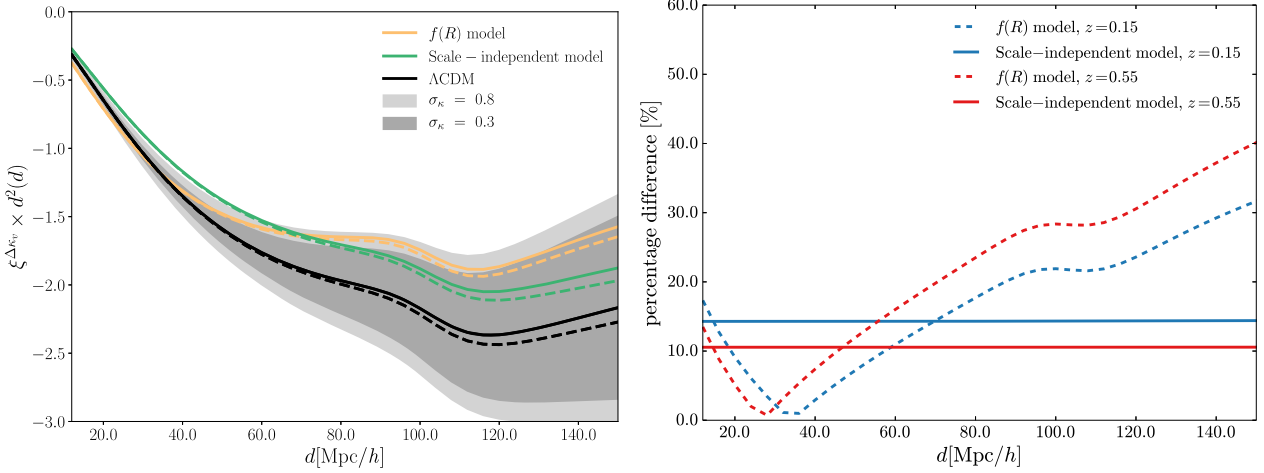 0.0
−0.5
−1.0
−1.5
−2.0
−2.5
−3.0
ξ^{Δκ_v} × d²(d)
f(R) model
Scale − independent model
ΛCDM
σ_κ = 0.8
σ_κ = 0.3
20.0 40.0 60.0 80.0 100.0 120.0 140.0
d[Mpc/h]
60.0
50.0
40.0
30.0
20.0
10.0
0.0
percentage difference [%]
f(R) model, z=0.15
Scale−independent model, z=0.15
f(R) model, z=0.55
Scale−independent model, z=0.55
20.0 40.0 60.0 80.0 100.0 120.0 140.0
d[Mpc/h]